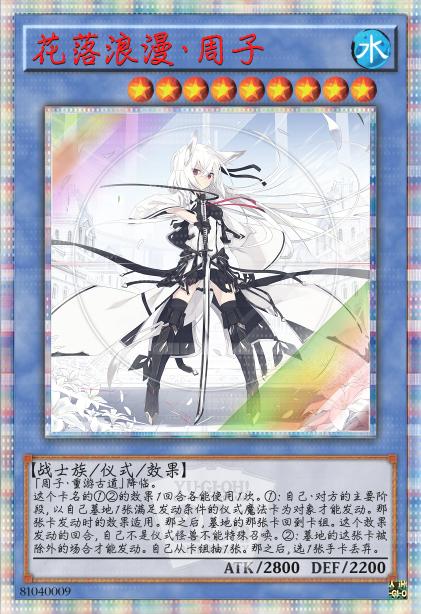 花落浪漫·周子
水
【战士族/仪式/效果】
「周子·重游古道」降临。
这个卡名的①②的效果1回合各能使用1次。①：自己·对方的主要阶
段，以自己墓地1张满足发动条件的仪式魔法卡为对象才能发动。那
张卡发动时的效果适用。那之后，墓地的那张卡回到卡组。这个效果
发动的回合，自己不是仪式怪兽不能特殊召唤。②：墓地的这张卡被
除外的场合才能发动。自己从卡组抽1张。那之后，选1张手卡丢弃。
ATK/2800 DEF/2200
81040009
YU-GI-OH!